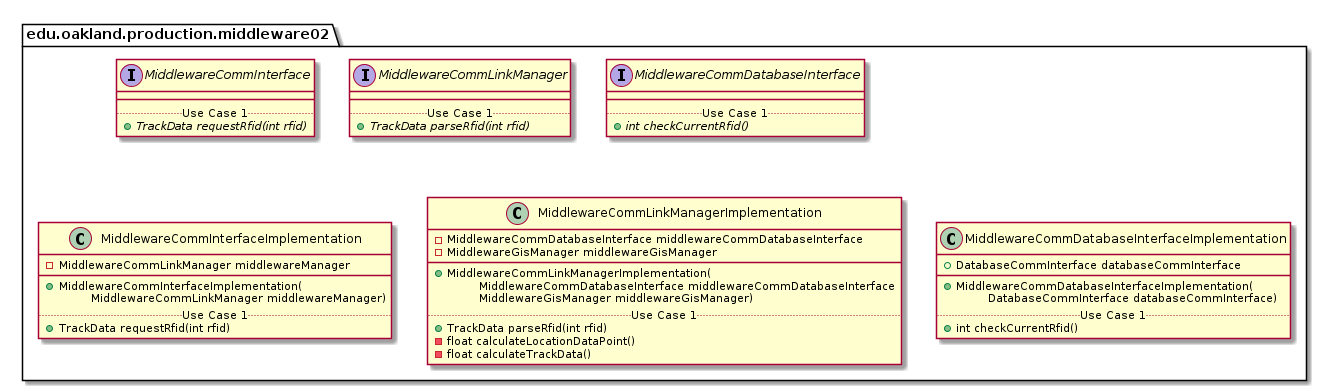 edu.oakland.production.middleware02
I MiddlewareCommInterface
Use Case 1
TrackData requestRfid(int rfid)
I MiddlewareCommLinkManager
Use Case 1
TrackData parseRfid(int rfid)
I MiddlewareCommDatabaseInterface
Use Case 1
int checkCurrentRfid()
C MiddlewareCommInterfaceImplementation
MiddlewareCommLinkManager middlewareManager
MiddlewareCommInterfaceImplementation(
MiddlewareCommLinkManager middlewareManager)
Use Case 1
TrackData requestRfid(int rfid)
C MiddlewareCommLinkManagerImplementation
MiddlewareCommDatabaseInterface middlewareCommDatabaseInterface
MiddlewareGisManager middlewareGisManager
MiddlewareCommLinkManagerImplementation(
MiddlewareCommDatabaseInterface middlewareCommDatabaseInterface
MiddlewareGisManager middlewareGisManager)
Use Case 1
TrackData parseRfid(int rfid)
float calculateLocationDataPoint()
float calculateTrackData()
C MiddlewareCommDatabaseInterfaceImplementation
DatabaseCommInterface databaseCommInterface
MiddlewareCommDatabaseInterfaceImplementation(
DatabaseCommInterface databaseCommInterface)
Use Case 1
int checkCurrentRfid()